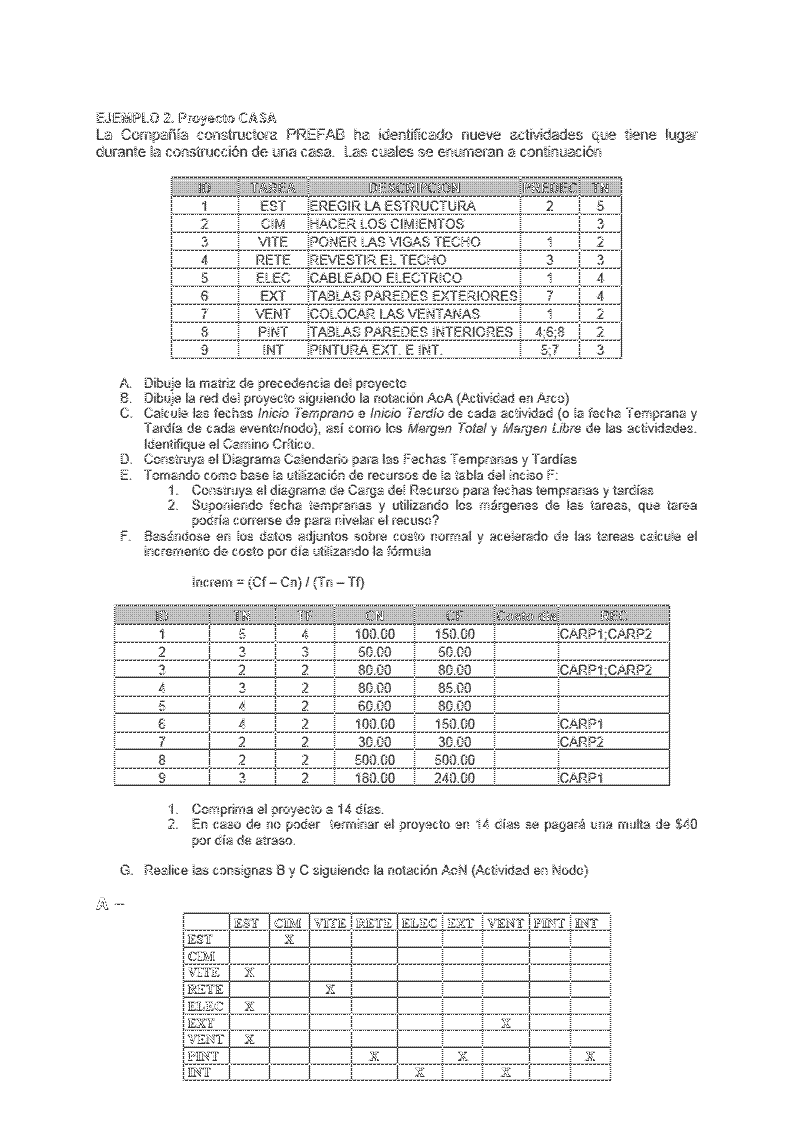 EJEMPLO 2. Proyecto CASA
La Compañía constructora PREFAB ha identificado nueve actividades que tiene lugar
durante la construcción de una casa. Las cuales se enumeran a continuación
ID TAREA DESCRIPCION PREDEC TN
1 EST EREGIR LA ESTRUCTURA 2 5
2 CIM HACER LOS CIMIENTOS 3
3 VITE PONER LAS VIGAS TECHO 1 2
4 RETE REVESTIR EL TECHO 3 3
5 ELEC CABLEADO ELECTRICO 1 4
6 EXT TABLAS PAREDES EXTERIORES 7 4
7 VENT COLOCAR LAS VENTANAS 1 2
8 PINT TABLAS PAREDES INTERIORES 4;6;9 2
9 INT PINTURA EXT. E INT. 5;7 3
A. Dibuje la matriz de precedencia del proyecto
B. Dibuje la red del proyecto siguiendo la notación AoA (Actividad en Arco)
C. Calcule las fechas Inicio Temprano e Inicio Tardío de cada actividad (o la fecha Temprana y
Tardía de cada evento/nodo), así como los Margen Total y Margen Libre de las actividades.
Identifique el Camino Crítico.
D. Construya el Diagrama Calendario para las Fechas Tempranas y Tardías
E. Tomando como base la utilización de recursos de la tabla del inciso F:
1. Construya el diagrama de Carga del Recurso para fechas tempranas y tardías
2. Suponiendo fecha tempranas y utilizando los márgenes de las tareas, que tarea
podría correrse de para nivelar el recuso?
F. Basándose en los datos adjuntos sobre costo normal y acelerado de las tareas calcule el
incremento de costo por día utilizando la fórmula
increm = (Cf – Cn) / (Tn – Tf)
ID TN TF CN CF Costo día REC
1 5 4 100.00 150.00 CARP1;CARP2
2 3 3 50.00 50.00
3 2 2 80.00 80.00 CARP1;CARP2
4 3 2 80.00 85.00
5 4 2 60.00 80.00
6 4 2 100.00 150.00 CARP1
7 2 2 30.00 30.00 CARP2
8 2 2 500.00 500.00
9 3 2 180.00 240.00 CARP1
1. Comprima el proyecto a 14 días.
2. En caso de no poder terminar el proyecto en 14 días se pagará una multa de $40
por día de atraso.
G. Realice las consignas B y C siguiendo la notación AoN (Actividad en Nodo)
A –
EST CIM VITE RETE ELEC EXT VENT PINT INT
EST X
CIM
VITE X
RETE X
ELEC X
EXT X
VENT X
PINT X X X
INT X X